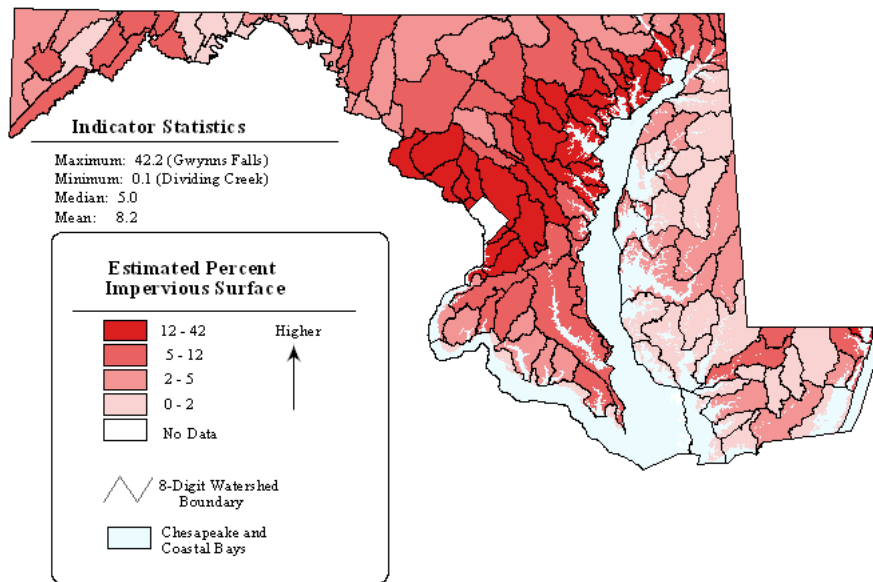 Indicator Statistics
Maximum: 42.2 (Gwynns Falls)
Minimum: 0.1 (Dividing Creek)
Median: 5.0
Mean: 8.2
Estimated Percent
Impervious Surface
12 - 42
Higher
5 - 12
2 - 5
0 - 2
No Data
8-Digit Watershed
Boundary
Chesapeake and
Coastal Bays